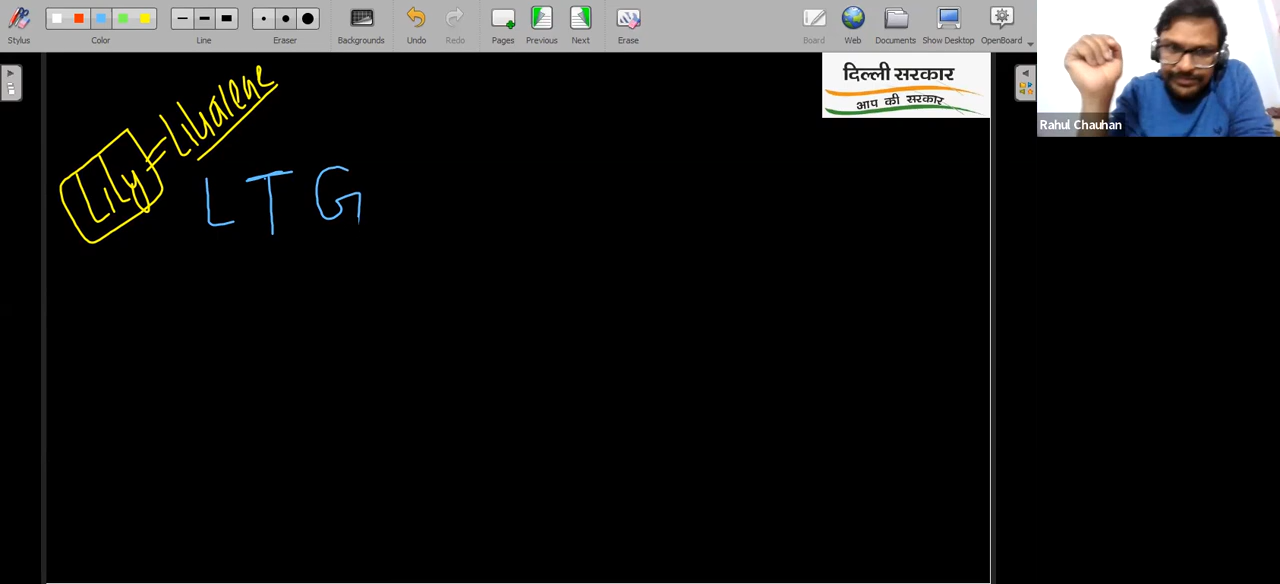 Stylus
Color
Line
Eraser
Backgrounds
Undo
Redo
Pages
Previous
Next
Erase
Board
Web
Documents
Show Desktop
OpenBoard
दिल्ली सरकार
आप की सरकार
Rahul Chauhan
Lily =
L T G